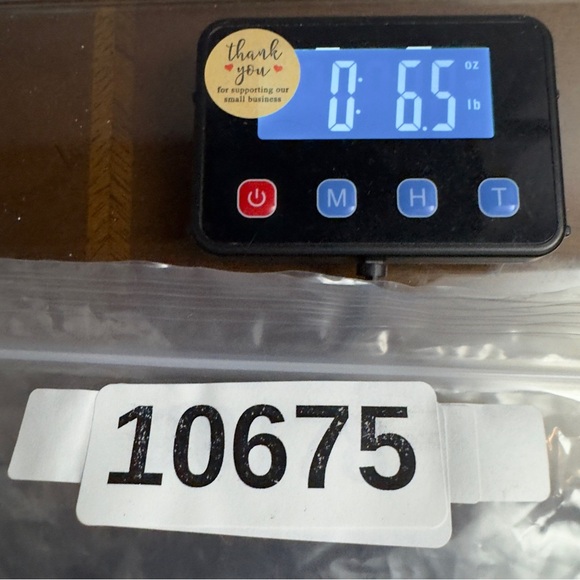 thank
you
for supporting our
small business
0: 6.5 oz
lb
M H T
10675